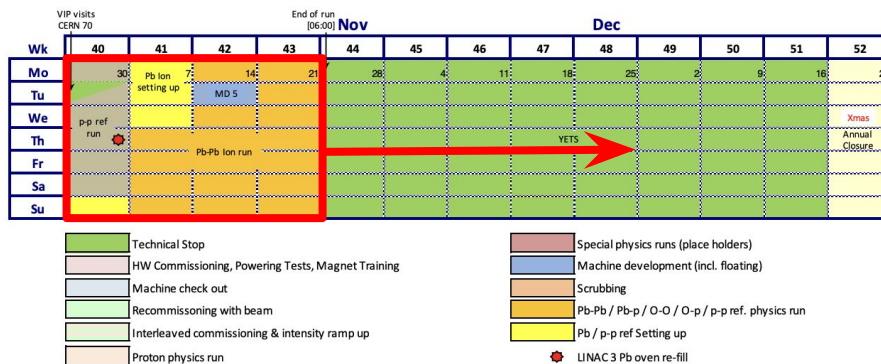 VIP visits
CERN 70
End of run
[06:00]
Nov
Dec
Wk 40 41 42 43 44 45 46 47 48 49 50 51 52
Mo 30 7 14 21 28 4 11 18 25 2 9 16
Pb Ion
setting up
Tu MD 5
We p-p ref
run
Xmas
Th Pb-Pb Ion run YETS Annual
Closure
Fr
Sa
Su
Technical Stop
HW Commissioning, Powering Tests, Magnet Training
Machine check out
Recommissoning with beam
Interleaved commissioning & intensity ramp up
Proton physics run
Special physics runs (place holders)
Machine development (incl. floating)
Scrubbing
Pb-Pb / Pb-p / O-O / O-p / p-p ref. physics run
Pb / p-p ref Setting up
LINAC 3 Pb oven re-fill